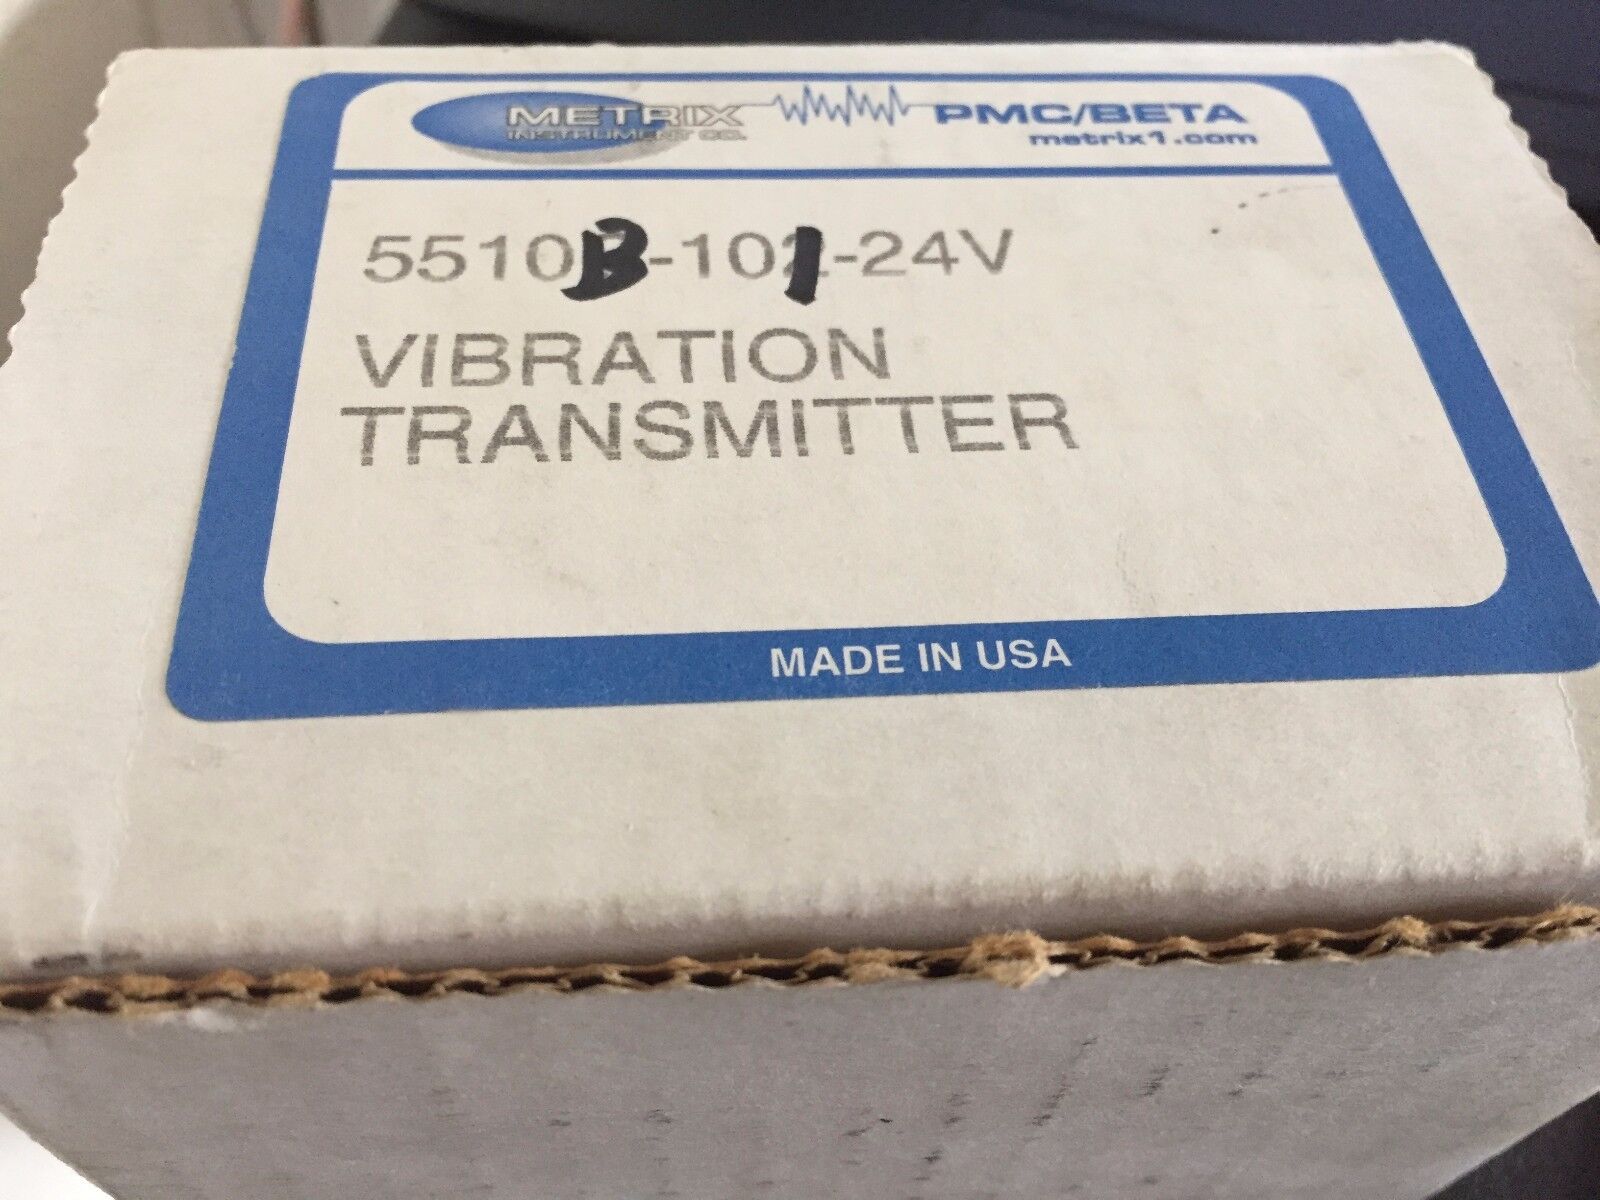 METRIX PMC/BETA
INSTRUMENT CO. metrix1.com
5510B-101-24V
VIBRATION
TRANSMITTER
MADE IN USA